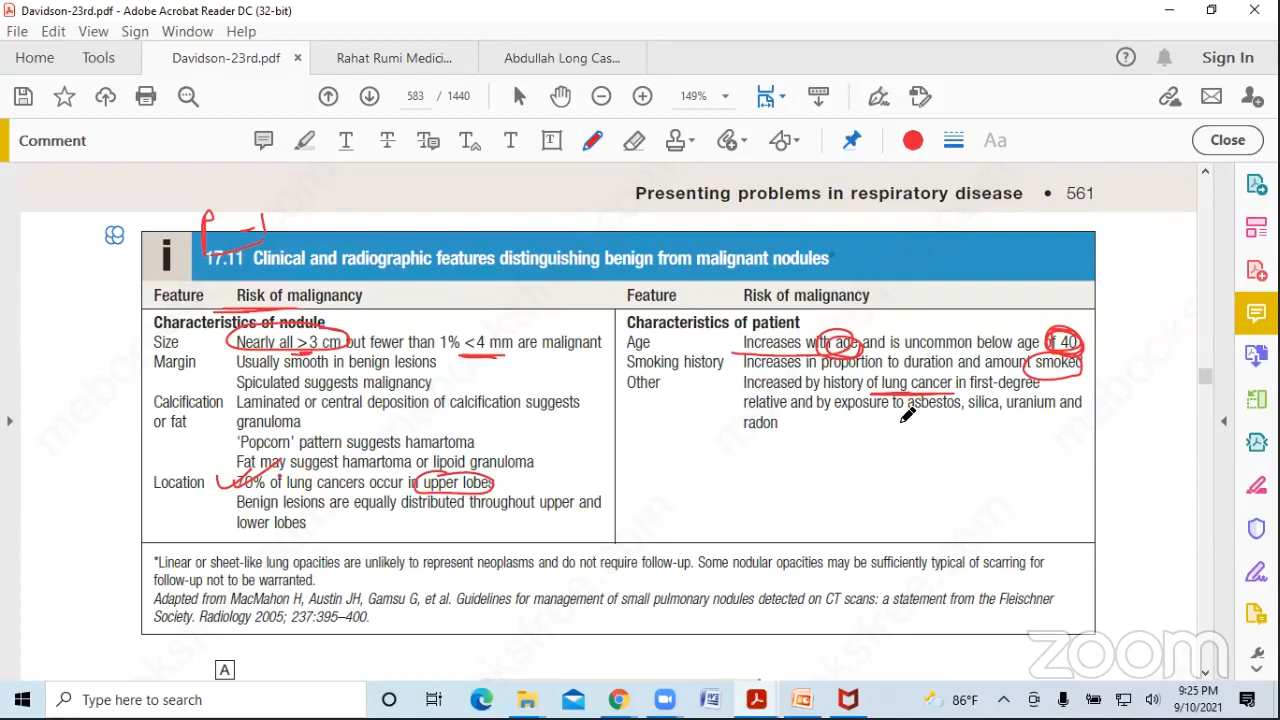 Davidson-23rd.pdf - Adobe Acrobat Reader DC (32-bit)
File Edit View Sign Window Help
Home Tools Davidson-23rd.pdf × Rahat Rumi Medici... Abdullah Long Cas... Sign In
583 / 1440 149%
Comment Aa Close
Presenting problems in respiratory disease • 561
i 17.11 Clinical and radiographic features distinguishing benign from malignant nodules*
Feature Risk of malignancy
Characteristics of nodule
Size Nearly all > 3 cm but fewer than 1% < 4 mm are malignant
Margin Usually smooth in benign lesions
Spiculated suggests malignancy
Calcification or fat Laminated or central deposition of calcification suggests
granuloma
'Popcorn' pattern suggests hamartoma
Fat may suggest hamartoma or lipoid granuloma
Location 70% of lung cancers occur in upper lobes
Benign lesions are equally distributed throughout upper and
lower lobes
Feature Risk of malignancy
Characteristics of patient
Age Increases with age and is uncommon below age of 40
Smoking history Increases in proportion to duration and amount smoked
Other Increased by history of lung cancer in first-degree
relative and by exposure to asbestos, silica, uranium and
radon
*Linear or sheet-like lung opacities are unlikely to represent neoplasms and do not require follow-up. Some nodular opacities may be sufficiently typical of scarring for
follow-up not to be warranted.
Adapted from MacMahon H, Austin JH, Gamsu G, et al. Guidelines for management of small pulmonary nodules detected on CT scans: a statement from the Fleischner
Society. Radiology 2005; 237:395–400.
A
zoom
Type here to search
86°F
9:25 PM
9/10/2021